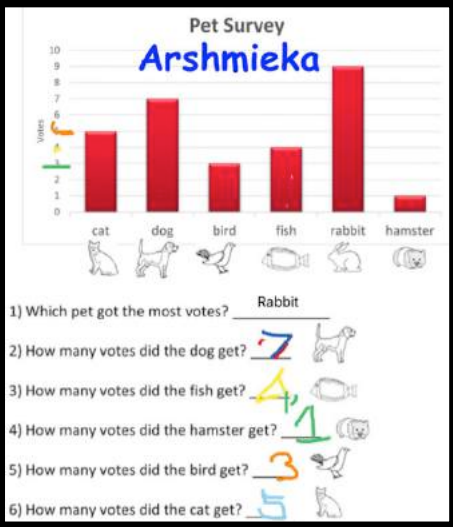 Pet Survey
Arshmieka
10
9
8
7
6
Votes
2
1
0
cat dog bird fish rabbit hamster
1) Which pet got the most votes? Rabbit
2) How many votes did the dog get? 7
3) How many votes did the fish get? 4
4) How many votes did the hamster get? 1
5) How many votes did the bird get? 3
6) How many votes did the cat get? 5